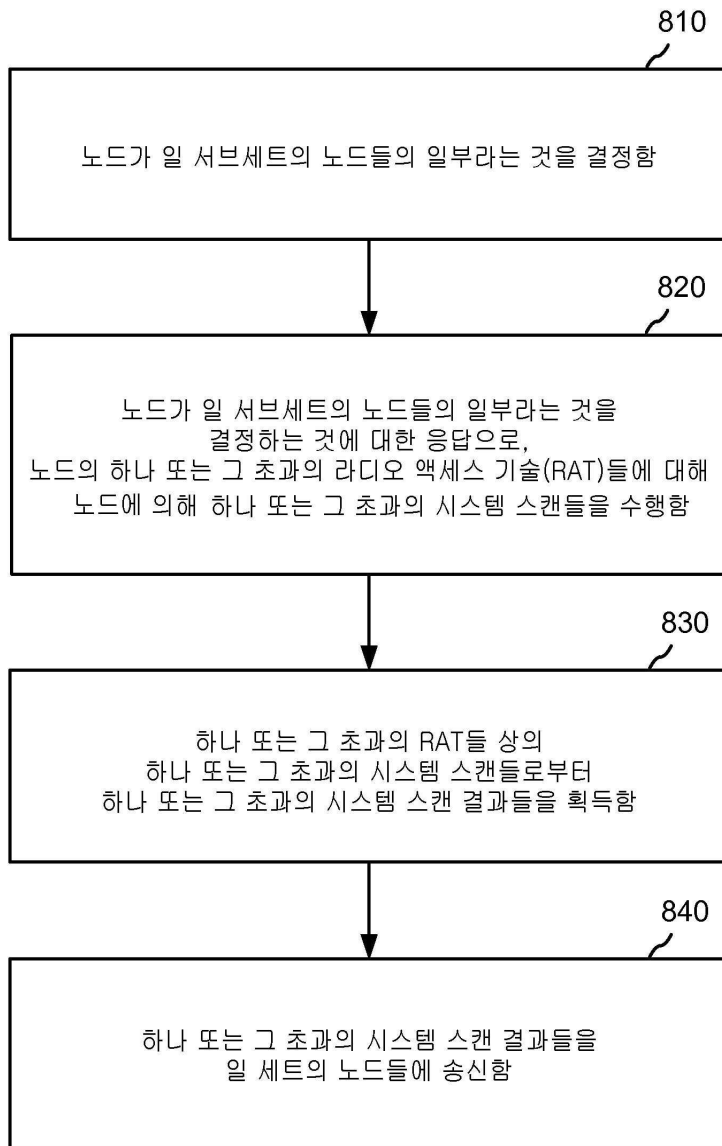 810
노드가 일 서브세트의 노드들의 일부라는 것을 결정함
820
노드가 일 서브세트의 노드들의 일부라는 것을
결정하는 것에 대한 응답으로,
노드의 하나 또는 그 초과의 라디오 액세스 기술(RAT)들에 대해
노드에 의해 하나 또는 그 초과의 시스템 스캔들을 수행함
830
하나 또는 그 초과의 RAT들 상의
하나 또는 그 초과의 시스템 스캔들로부터
하나 또는 그 초과의 시스템 스캔 결과들을 획득함
840
하나 또는 그 초과의 시스템 스캔 결과들을
일 세트의 노드들에 송신함